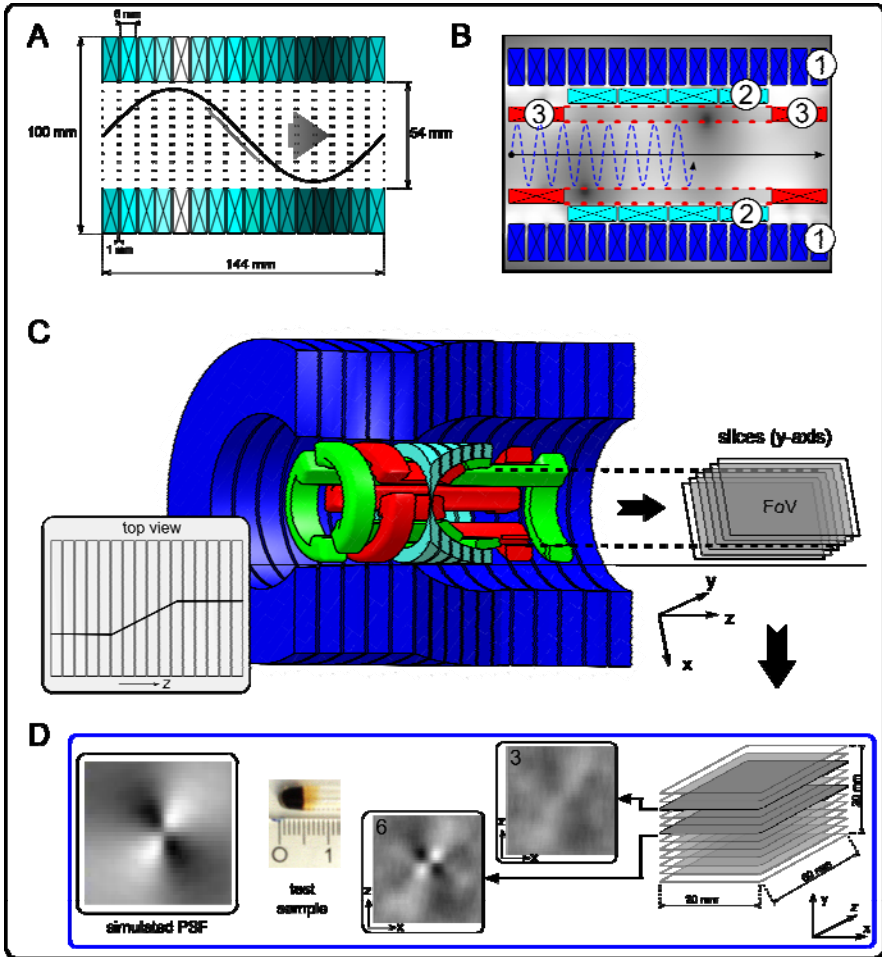 A
6 mm
100 mm
54 mm
1 mm
144 mm
B
1
2
3
3
2
1
C
slices (y-axis)
FoV
top view
z
y
z
x
D
3
z
x
6
z
x
0 1
simulated PSF
test
sample
30 mm
y
z
x